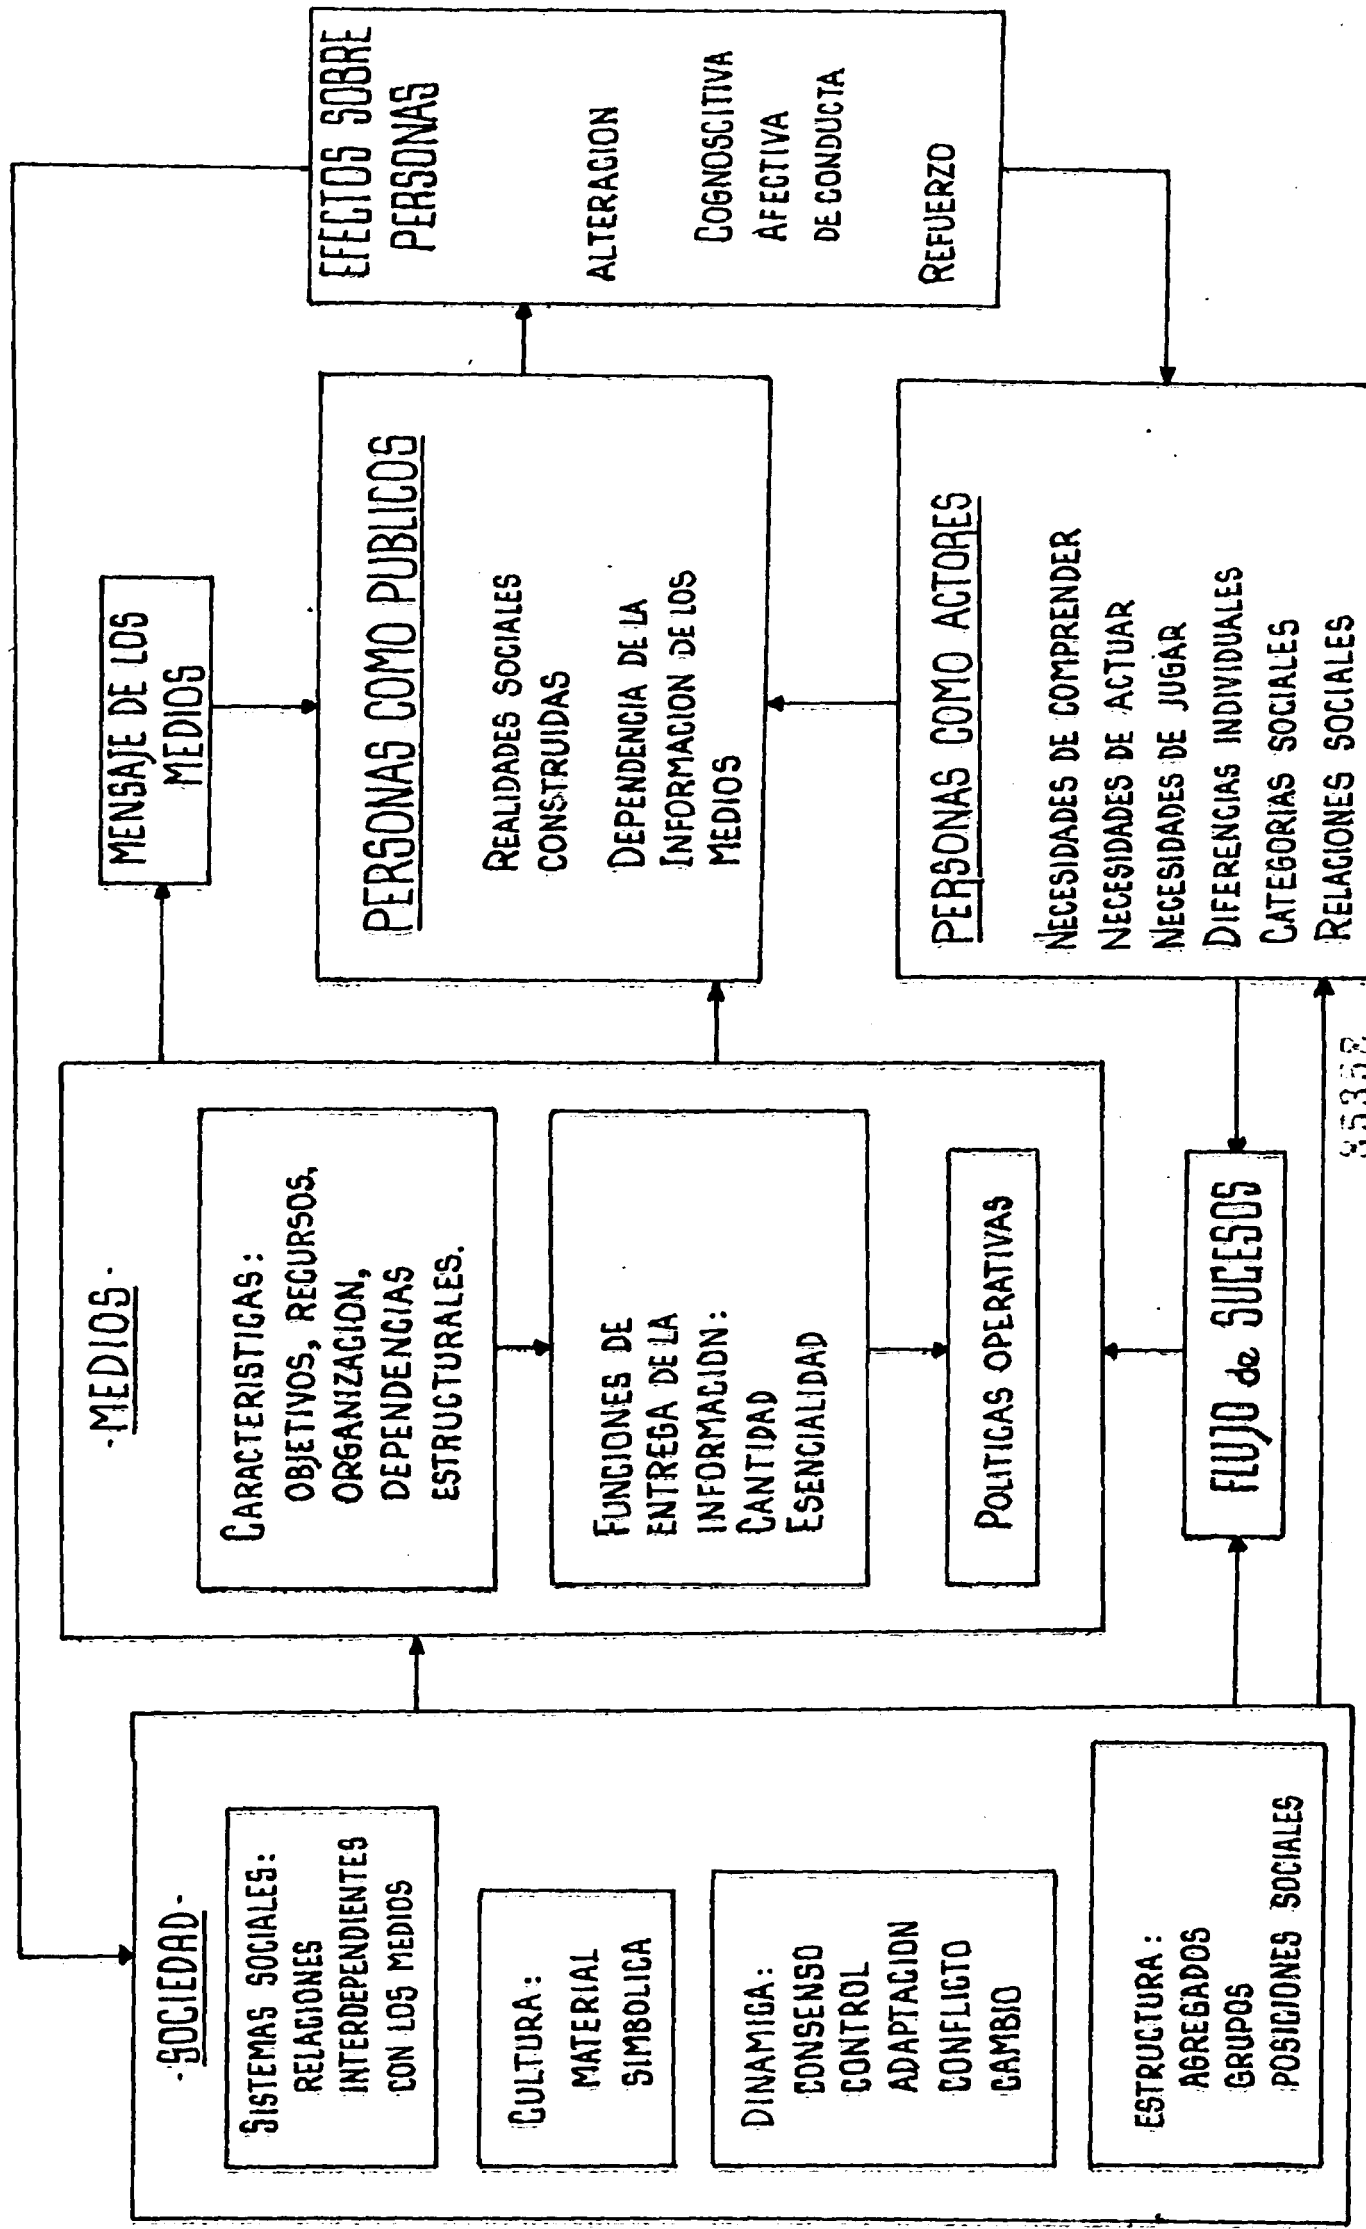 -SOCIEDAD-
SISTEMAS SOCIALES:
RELACIONES
INTERDEPENDIENTES
CON LOS MEDIOS
CULTURA:
MATERIAL
SIMBOLICA
DINAMICA:
CONSENSO
CONTROL
ADAPTACION
CONFLICTO
CAMBIO
ESTRUCTURA:
AGREGADOS
GRUPOS
POSICIONES SOCIALES
-MEDIOS-
CARACTERISTICAS:
OBJETIVOS, RECURSOS,
ORGANIZACION,
DEPENDENCIAS
ESTRUCTURALES.
FUNCIONES DE
ENTREGA DE LA
INFORMACION:
CANTIDAD
ESENCIALIDAD
POLITICAS OPERATIVAS
FLUJO de SUCESOS
MENSAJE DE LOS
MEDIOS
PERSONAS COMO PUBLICOS
REALIDADES SOCIALES
CONSTRUIDAS
DEPENDENCIA DE LA
INFORMACION DE LOS
MEDIOS
PERSONAS COMO ACTORES
NECESIDADES DE COMPRENDER
NECESIDADES DE ACTUAR
NECESIDADES DE JUGAR
DIFERENCIAS INDIVIDUALES
CATEGORIAS SOCIALES
RELACIONES SOCIALES
EFECTOS SOBRE
PERSONAS
ALTERACION
COGNOSCITIVA
AFECTIVA
DE CONDUCTA
REFUERZO